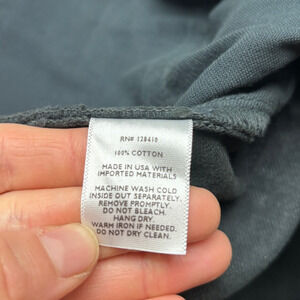 RN# 128410
100% COTTON
MADE IN USA WITH
IMPORTED MATERIALS
MACHINE WASH COLD
INSIDE OUT SEPARATELY.
REMOVE PROMPTLY.
DO NOT BLEACH.
HANG DRY.
WARM IRON IF NEEDED.
DO NOT DRY CLEAN.